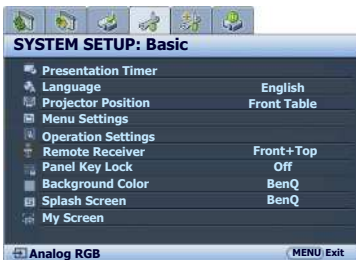 SYSTEM SETUP: Basic
Presentation Timer
Language English
Projector Position Front Table
Menu Settings
Operation Settings
Remote Receiver Front+Top
Panel Key Lock Off
Background Color BenQ
Splash Screen BenQ
My Screen
Analog RGB MENU Exit